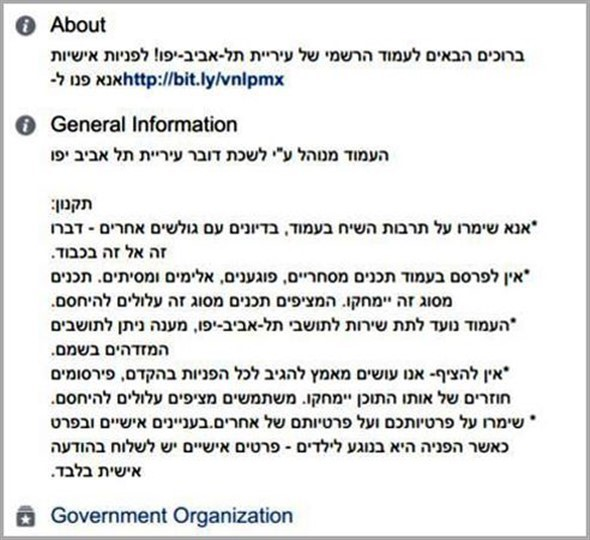 About
ברוכים הבאים לעמוד הרשמי של עיריית תל-אביב-יפו! לפניות אישיות
אנא פנו ל- http://bit.ly/vnlpmx
General Information
העמוד מנוהל ע"י לשכת דובר עיריית תל אביב יפו
תקנון:
*אנא שימרו על תרבות השיח בעמוד, בדיונים עם גולשים אחרים - דברו
זה אל זה בכבוד.
*אין לפרסם בעמוד תכנים מסחריים, פוגענים, אלימים ומסיתים. תכנים
מסוג זה יימחקו. המציפים תכנים מסוג זה עלולים להיחסם.
*העמוד נועד לתת שירות לתושבי תל-אביב-יפו, מענה ניתן לתושבים
המזדהים בשמם.
*אין להציף- אנו עושים מאמץ להגיב לכל הפניות בהקדם, פירסומים
חוזרים של אותו התוכן יימחקו. משתמשים מציפים עלולים להיחסם.
* שימרו על פרטיותכם ועל פרטיותם של אחרים.בעניינים אישיים ובפרט
כאשר הפניה היא בנוגע לילדים - פרטים אישיים יש לשלוח בהודעה
אישית בלבד.
Government Organization